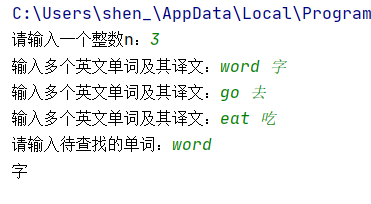 C:\Users\shen_\AppData\Local\Program
请输入一个整数n：3
输入多个英文单词及其译文：word 字
输入多个英文单词及其译文：go 去
输入多个英文单词及其译文：eat 吃
请输入待查找的单词：word
字